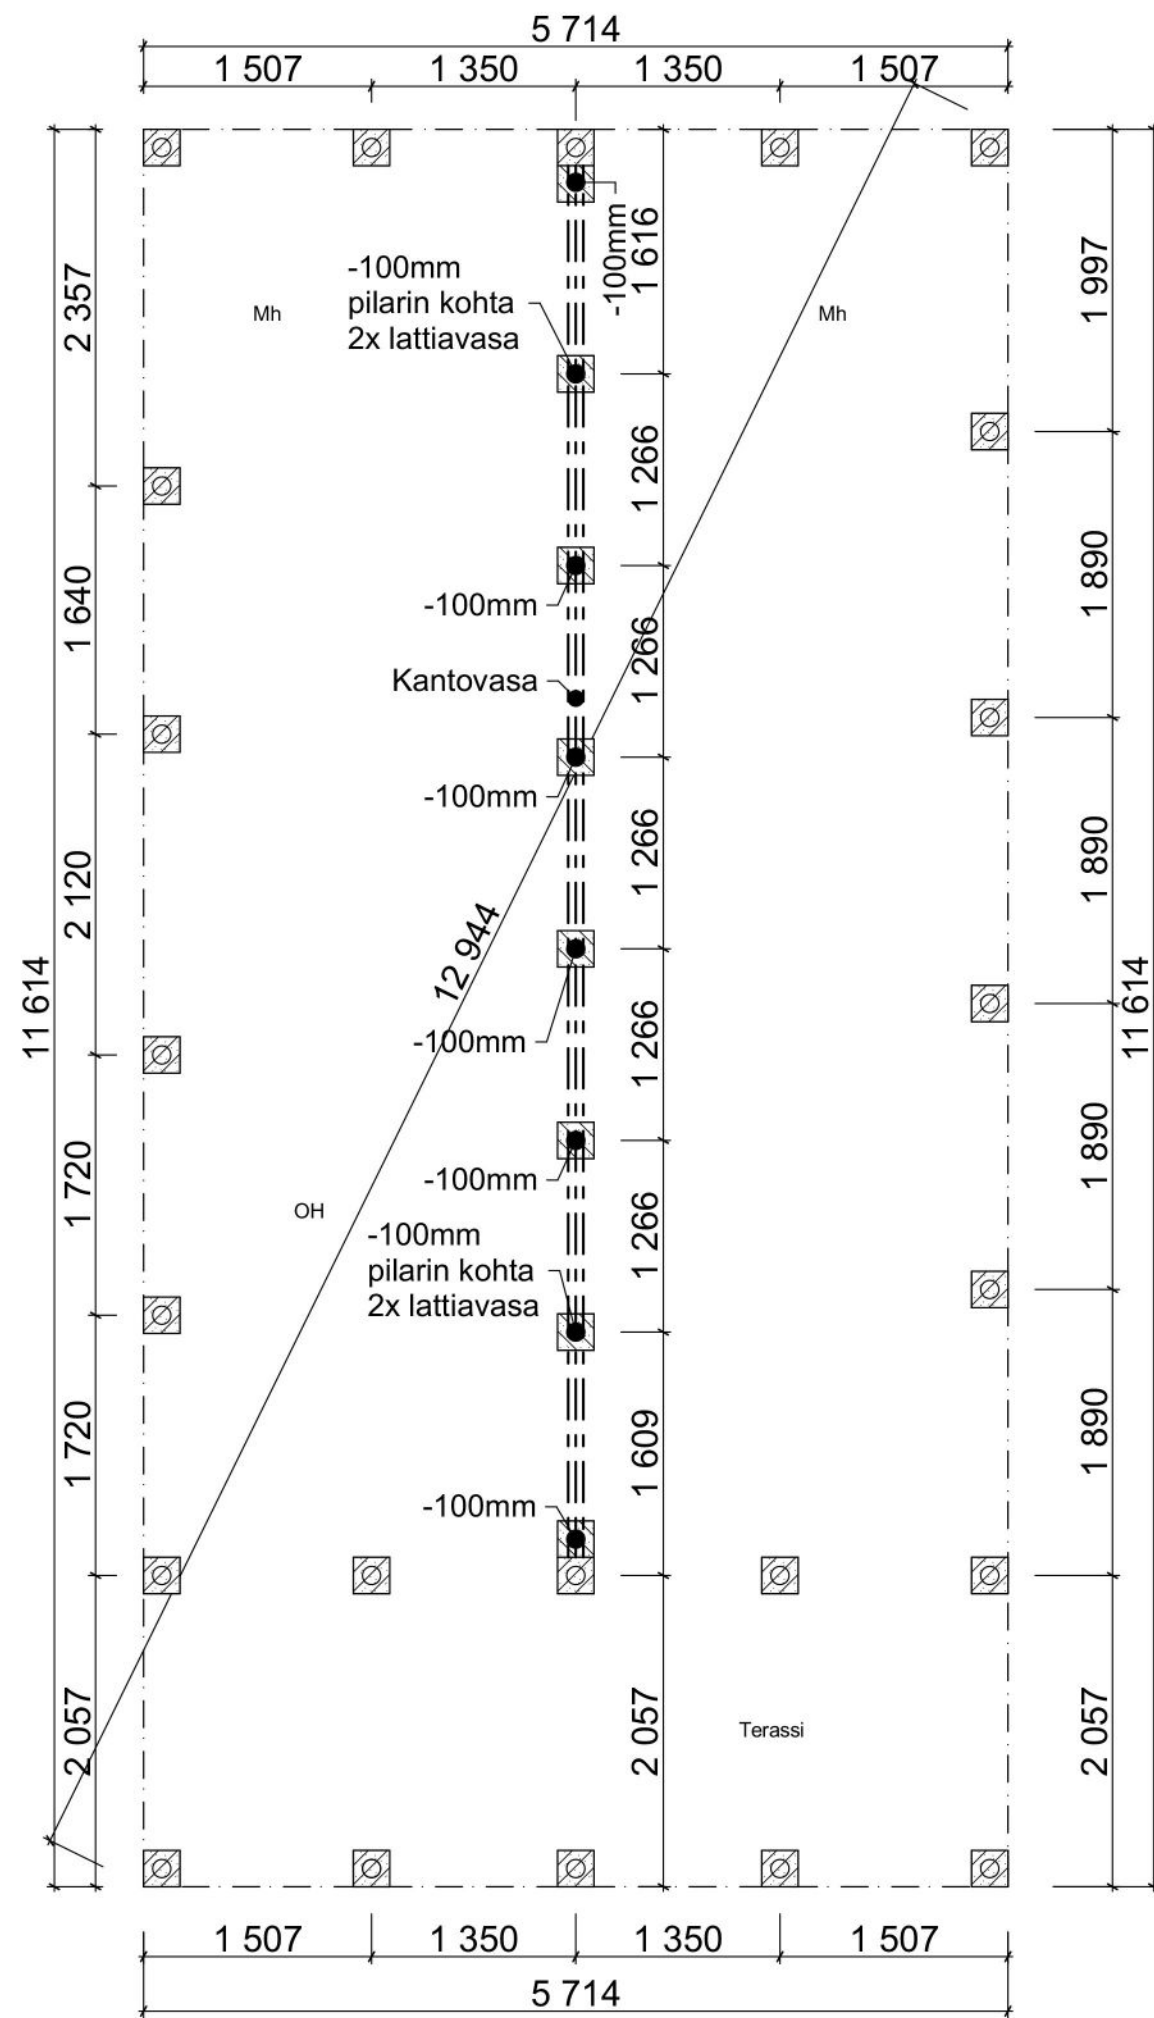 5 714
1 507
1 350
1 350
1 507
-100mm
1 616
-100mm
pilarin kohta
2x lattiavasa
Mh
Mh
2 357
1 997
1 266
1 890
-100mm
1 640
1 266
Kantovasa
-100mm
1 266
1 890
2 120
12 944
11 614
11 614
-100mm
1 266
1 890
-100mm
1 720
OH
-100mm
pilarin kohta
2x lattiavasa
1 266
1 720
1 609
1 890
-100mm
2 057
2 057
Terassi
2 057
1 507
1 350
1 350
1 507
5 714